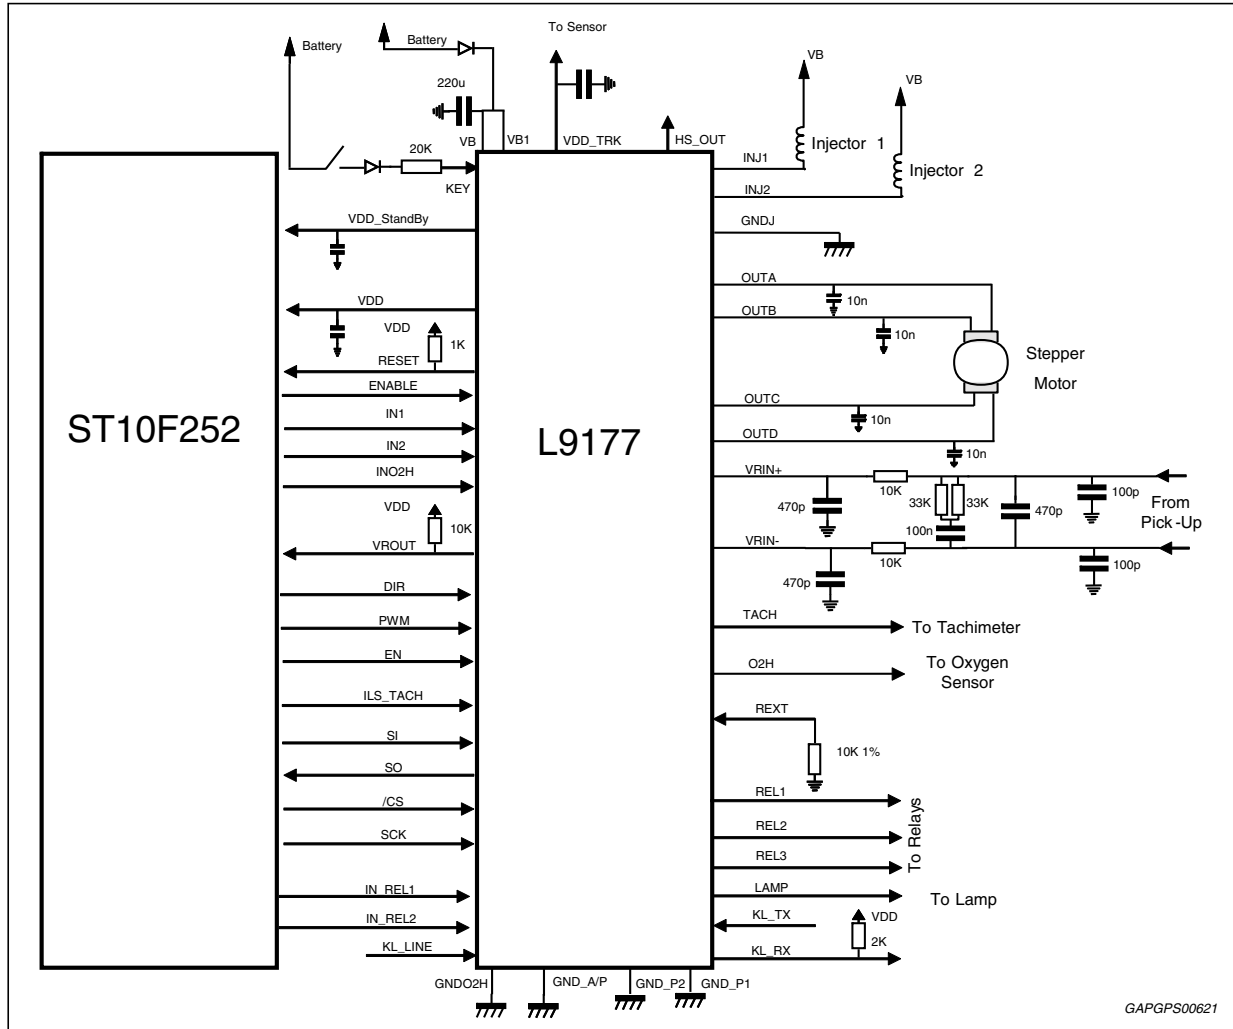 To Sensor
Battery
Battery
VB
VB
220u
VB
VB1
VDD_TRK
HS_OUT
20K
KEY
INJ1
Injector 1
Injector 2
INJ2
VDD_StandBy
GNDJ
VDD
OUTA
10n
OUTB
10n
VDD
1K
RESET
ENABLE
Stepper
Motor
IN1
OUTC
10n
IN2
OUTD
10n
INO2H
ST10F252
L9177
VRIN+
10K
470p
33K
33K
100n
470p
100p
From
Pick-Up
VDD
10K
VROUT
VRIN-
10K
470p
100p
DIR
PWM
TACH
To Tachimeter
EN
O2H
To Oxygen
Sensor
ILS_TACH
REXT
10K 1%
SI
SO
/CS
REL1
SCK
REL2
REL3
To Relays
IN_REL1
LAMP
To Lamp
IN_REL2
KL_TX
VDD
2K
KL_LINE
KL_RX
GNDO2H
GND_A/P
GND_P2
GND_P1
GAPGPS00621